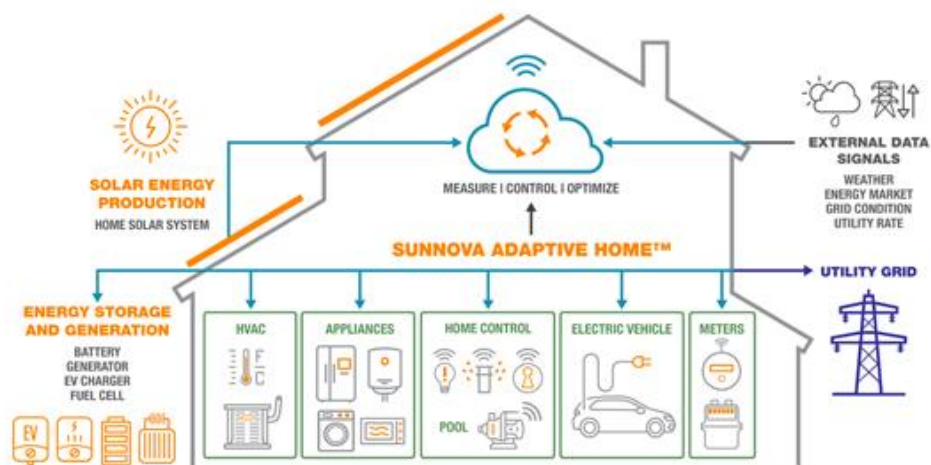 SOLAR ENERGY
PRODUCTION
HOME SOLAR SYSTEM
MEASURE I CONTROL I OPTIMIZE
EXTERNAL DATA
SIGNALS
WEATHER
ENERGY MARKET
GRID CONDITION
UTILITY RATE
SUNNOVA ADAPTIVE HOME™
UTILITY GRID
ENERGY STORAGE
AND GENERATION
BATTERY
GENERATOR
EV CHARGER
FUEL CELL
EV
HVAC
F
C
APPLIANCES
HOME CONTROL
POOL
ELECTRIC VEHICLE
METERS